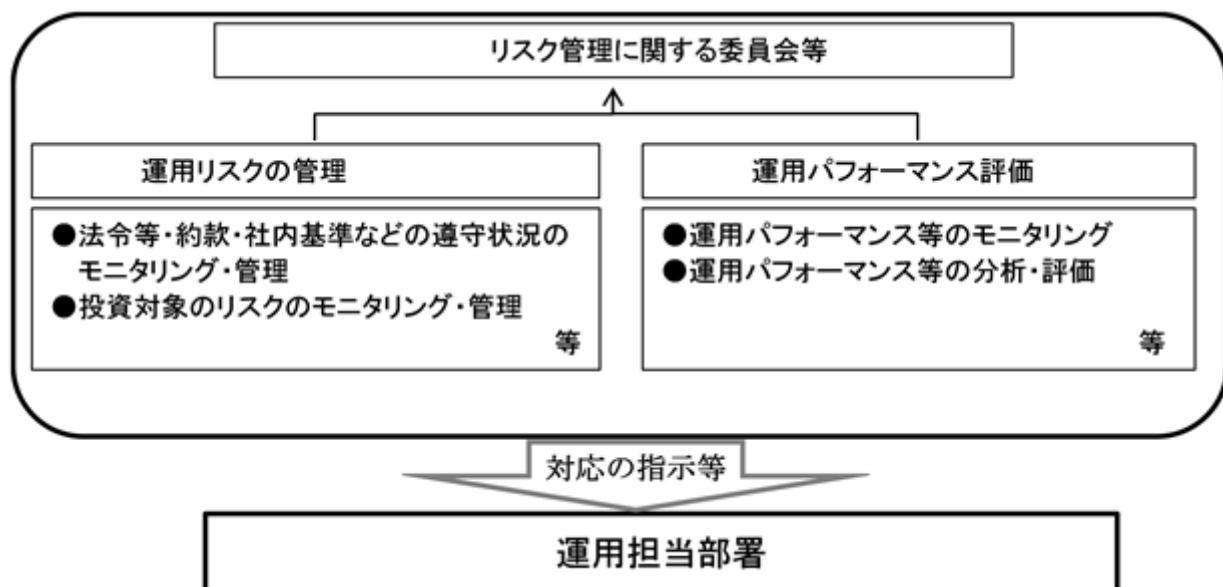 リスク管理に関する委員会等
運用リスクの管理
●法令等・約款・社内基準などの遵守状況の
モニタリング・管理
●投資対象のリスクのモニタリング・管理
等
運用パフォーマンス評価
●運用パフォーマンス等のモニタリング
●運用パフォーマンス等の分析・評価
等
対応の指示等
運用担当部署